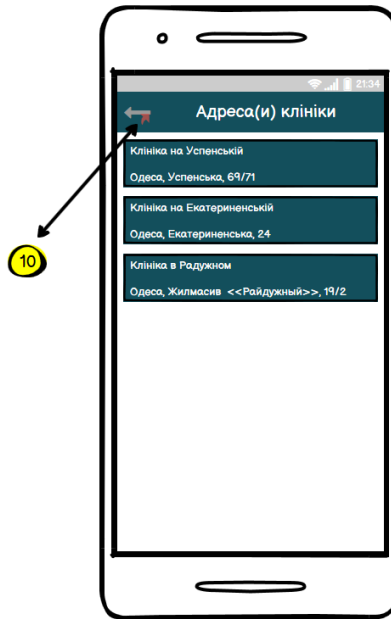 21:34
Адреса(и) клініки
Клініка на Успенській
Одеса, Успенська, 69/71
Клініка на Екатериненській
Одеса, Екатериненська, 24
Клініка в Радужном
Одеса, Жилмасив <<Райдужный>>, 19/2
10